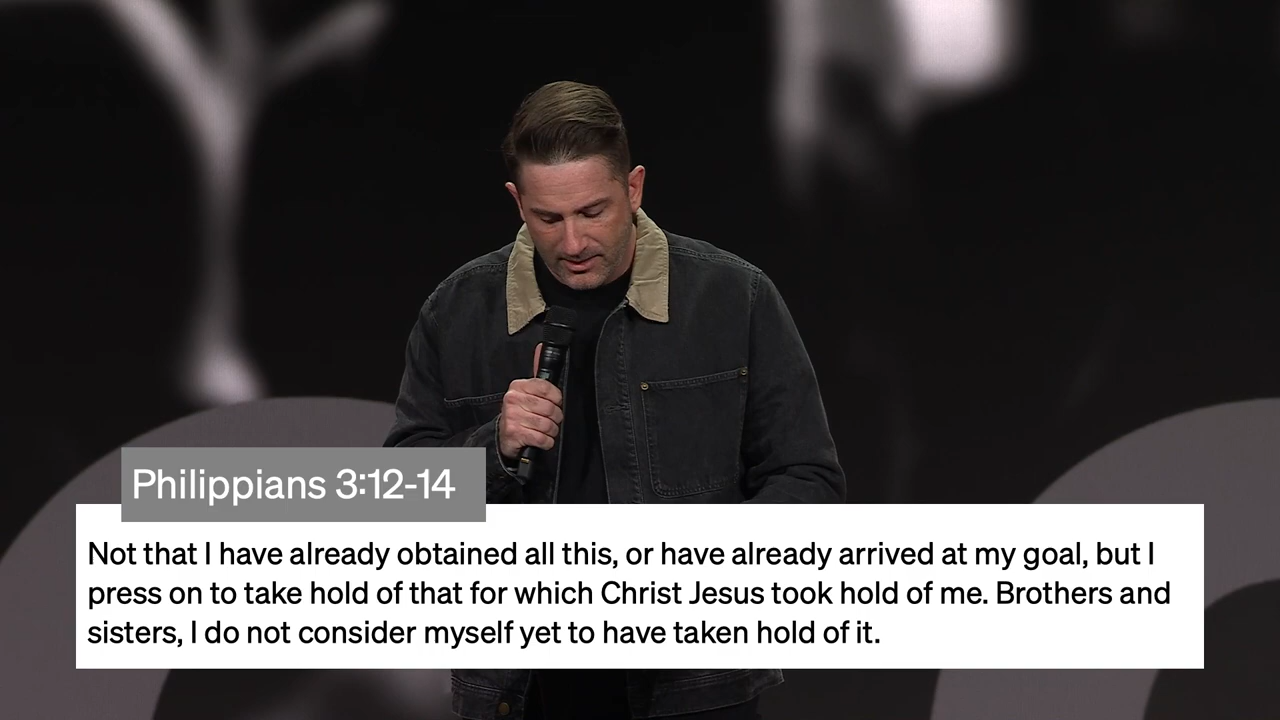 Philippians 3:12-14
Not that I have already obtained all this, or have already arrived at my goal, but I
press on to take hold of that for which Christ Jesus took hold of me. Brothers and
sisters, I do not consider myself yet to have taken hold of it.